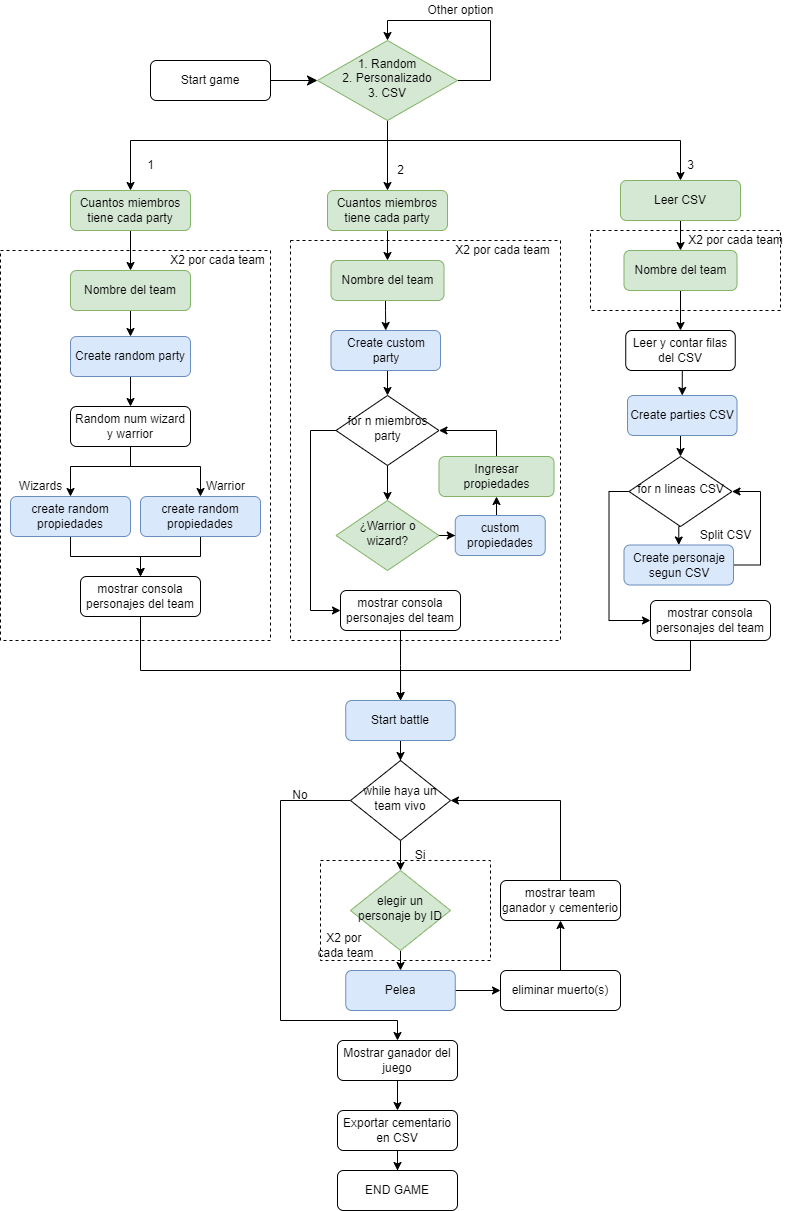 Other option
Start game
1. Random
2. Personalizado
3. CSV
1
2
3
Cuantos miembros
tiene cada party
Cuantos miembros
tiene cada party
Leer CSV
X2 por cada team
X2 por cada team
X2 por cada team
Nombre del team
Nombre del team
Nombre del team
Create random party
Create custom
party
Leer y contar filas
del CSV
Random num wizard
y warrior
for n miembros
party
Create parties CSV
Wizards
Warrior
Ingresar
propiedades
for n lineas CSV
create random
propiedades
create random
propiedades
¿Warrior o
wizard?
custom
propiedades
Split CSV
Create personaje
segun CSV
mostrar consola
personajes del team
mostrar consola
personajes del team
mostrar consola
personajes del team
Start battle
while haya un
team vivo
No
Si
elegir un
personaje by ID
X2 por
cada team
mostrar team
ganador y cementerio
Pelea
eliminar muerto(s)
Mostrar ganador del
juego
Exportar cementario
en CSV
END GAME